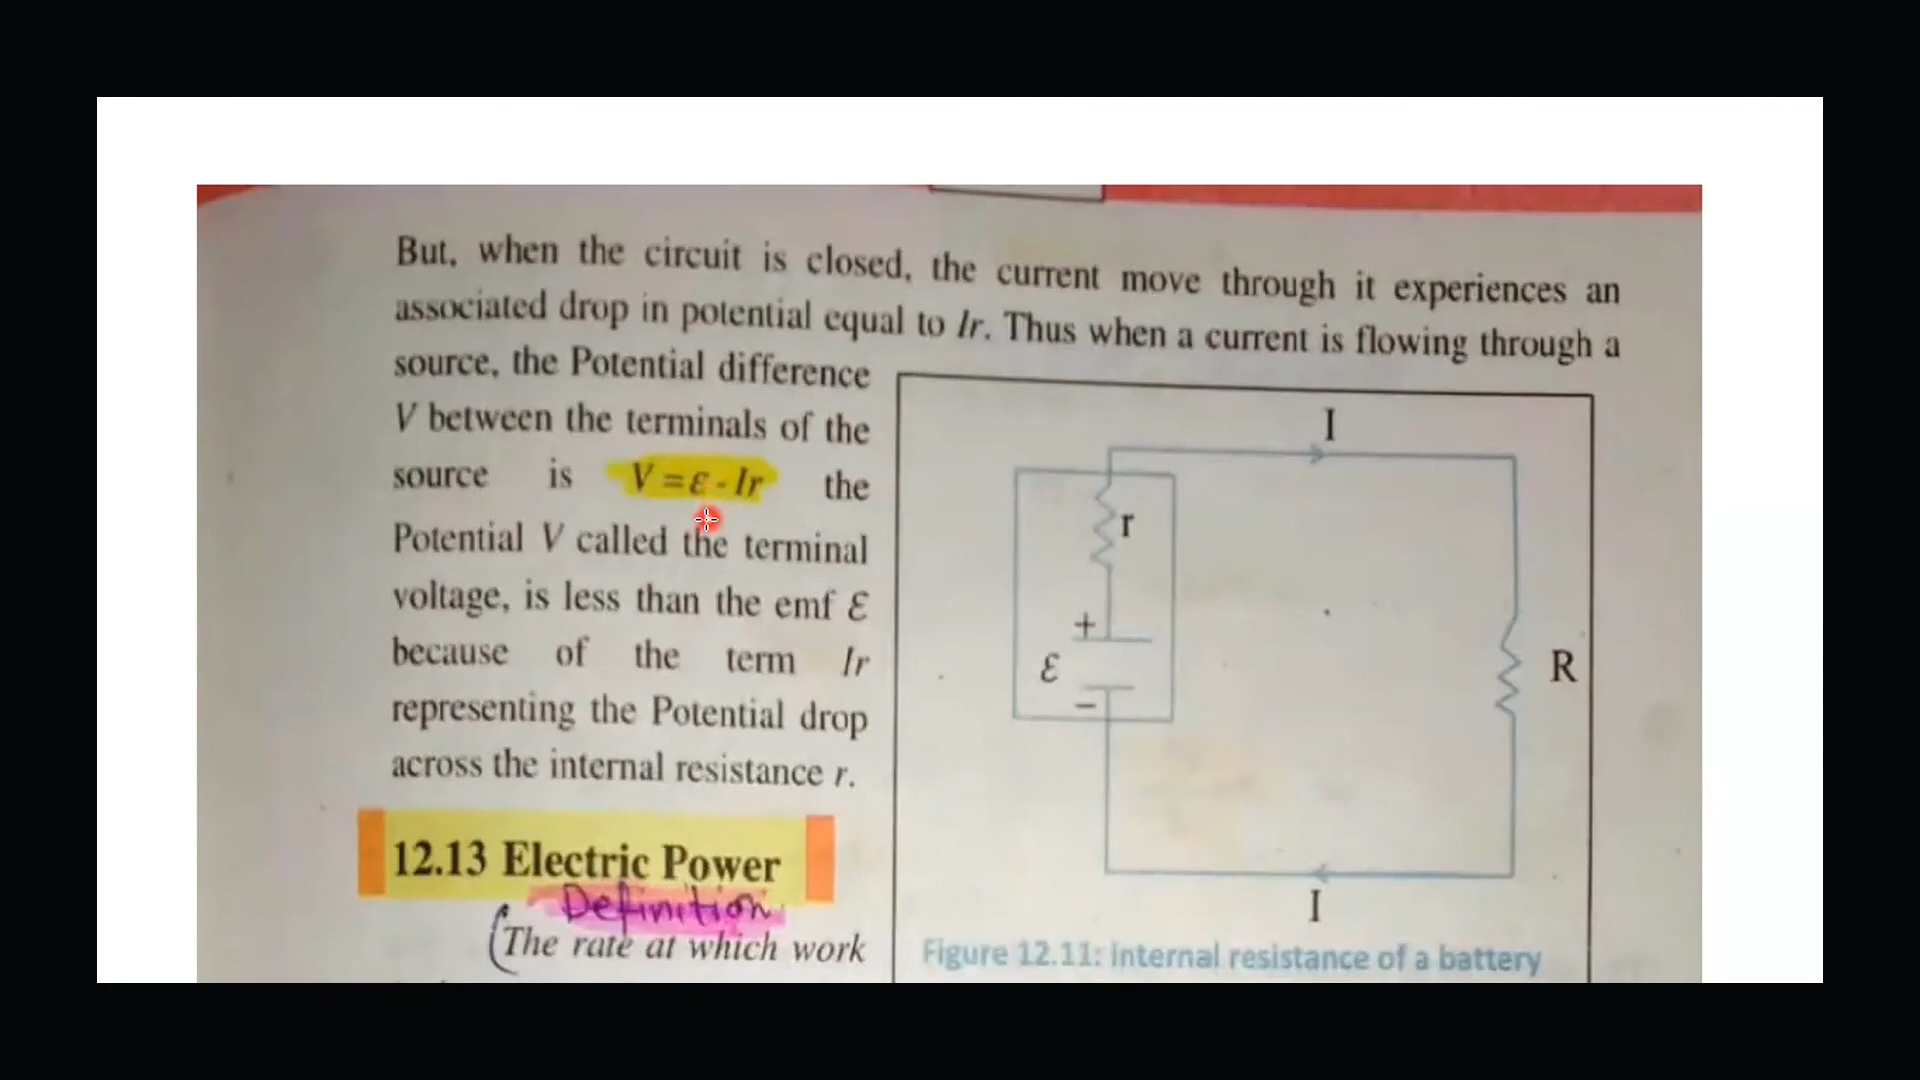 But, when the circuit is closed, the current move through it experiences an
associated drop in potential equal to Ir. Thus when a current is flowing through a
source, the Potential difference
V between the terminals of the
source is V = ε - Ir the
Potential V called the terminal
voltage, is less than the emf ε
because of the term Ir
representing the Potential drop
across the internal resistance r.
12.13 Electric Power
Definition
(The rate at which work
I
r
+
ε
−
R
I
Figure 12.11: Internal resistance of a battery